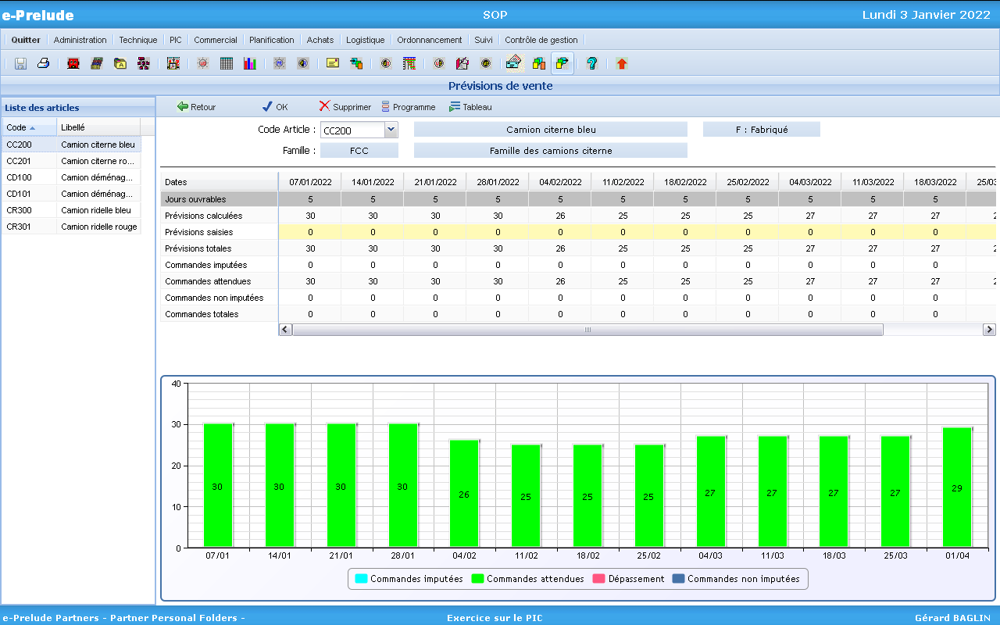 e-Prelude SOP Lundi 3 Janvier 2022
Quitter Administration Technique PIC Commercial Planification Achats Logistique Ordonnancement Suivi Contrôle de gestion
Prévisions de vente
Liste des articles
Code Libellé
CC200 Camion citerne bleu
CC201 Camion citerne ro...
CD100 Camion déménag...
CD101 Camion déménag...
CR300 Camion ridelle bleu
CR301 Camion ridelle rouge
Retour OK Supprimer Programme Tableau
Code Article : CC200 Camion citerne bleu F : Fabriqué
Famille : FCC Famille des camions citerne
Dates 07/01/2022 14/01/2022 21/01/2022 28/01/2022 04/02/2022 11/02/2022 18/02/2022 25/02/2022 04/03/2022 11/03/2022 18/03/2022 25/03
Jours ouvrables 5 5 5 5 5 5 5 5 5 5 5
Prévisions calculées 30 30 30 30 26 25 25 25 27 27 27 2
Prévisions saisies 0 0 0 0 0 0 0 0 0 0 0
Prévisions totales 30 30 30 30 26 25 25 25 27 27 27 2
Commandes imputées 0 0 0 0 0 0 0 0 0 0 0
Commandes attendues 30 30 30 30 26 25 25 25 27 27 27 2
Commandes non imputées 0 0 0 0 0 0 0 0 0 0 0
Commandes totales 0 0 0 0 0 0 0 0 0 0 0
40
30
20
10
0
30 30 30 30 26 25 25 25 27 27 27 27 29
07/01 14/01 21/01 28/01 04/02 11/02 18/02 25/02 04/03 11/03 18/03 25/03 01/04
Commandes imputées Commandes attendues Dépassement Commandes non imputées
e-Prelude Partners - Partner Personal Folders - Exercice sur le PIC Gérard BAGLIN